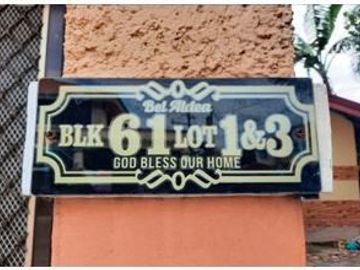 Bel Aldea
BLK 61 LOT 1&3
GOD BLESS OUR HOME